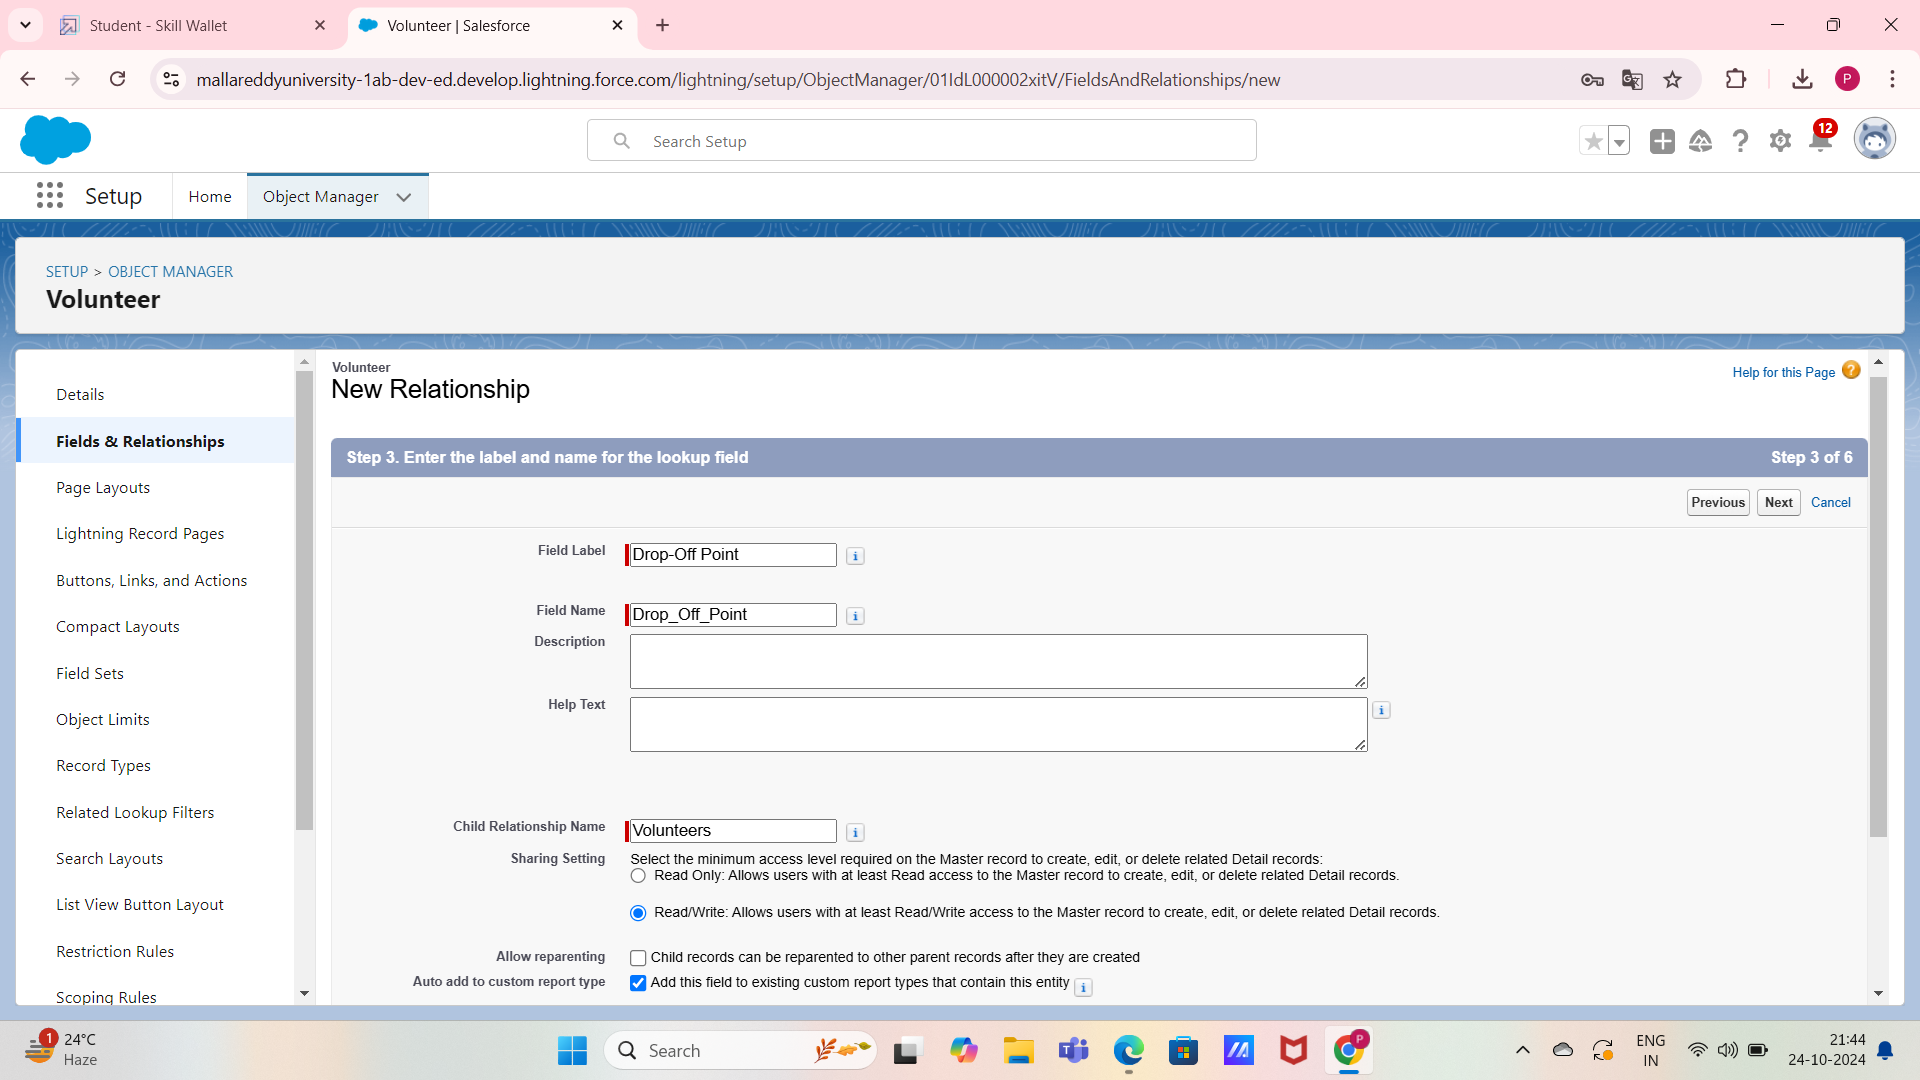 Student - Skill Wallet
Volunteer | Salesforce
mallareddyuniversity-1ab-dev-ed.develop.lightning.force.com/lightning/setup/ObjectManager/01IdL000002xitV/FieldsAndRelationships/new
P
Search Setup
12
Setup
Home
Object Manager
SETUP > OBJECT MANAGER
Volunteer
Details
Fields & Relationships
Page Layouts
Lightning Record Pages
Buttons, Links, and Actions
Compact Layouts
Field Sets
Object Limits
Record Types
Related Lookup Filters
Search Layouts
List View Button Layout
Restriction Rules
Scoping Rules
Volunteer
New Relationship
Help for this Page ?
Step 3. Enter the label and name for the lookup field
Step 3 of 6
Previous Next Cancel
Field Label Drop-Off Point i
Field Name Drop_Off_Point i
Description
Help Text i
Child Relationship Name Volunteers i
Sharing Setting Select the minimum access level required on the Master record to create, edit, or delete related Detail records:
Read Only: Allows users with at least Read access to the Master record to create, edit, or delete related Detail records.
Read/Write: Allows users with at least Read/Write access to the Master record to create, edit, or delete related Detail records.
Allow reparenting Child records can be reparented to other parent records after they are created
Auto add to custom report type Add this field to existing custom report types that contain this entity i
1
24°C
Haze
Search
P
ENG
IN
21:44
24-10-2024